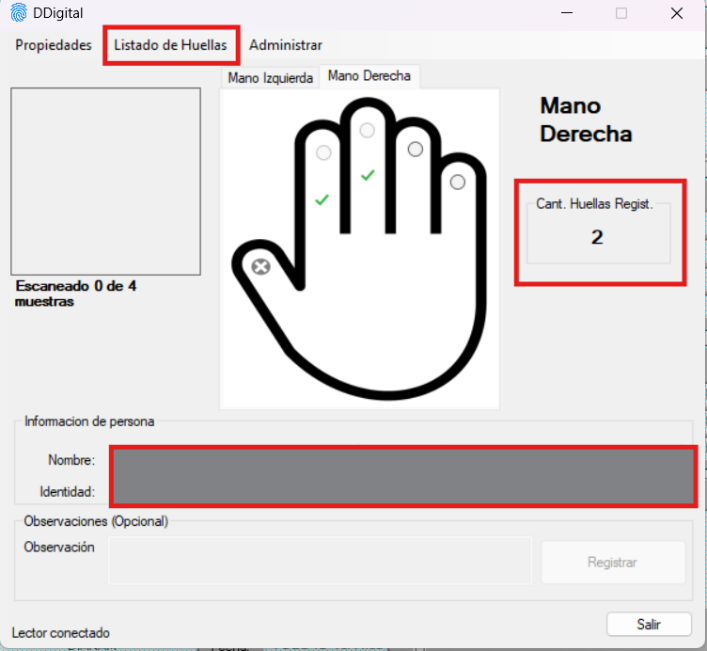 DDigital
Propiedades Listado de Huellas Administrar
Mano Izquierda Mano Derecha
Mano
Derecha
Cant. Huellas Regist.
2
Escaneado 0 de 4
muestras
Informacion de persona
Nombre:
Identidad:
Observaciones (Opcional)
Observación
Registrar
Salir
Lector conectado